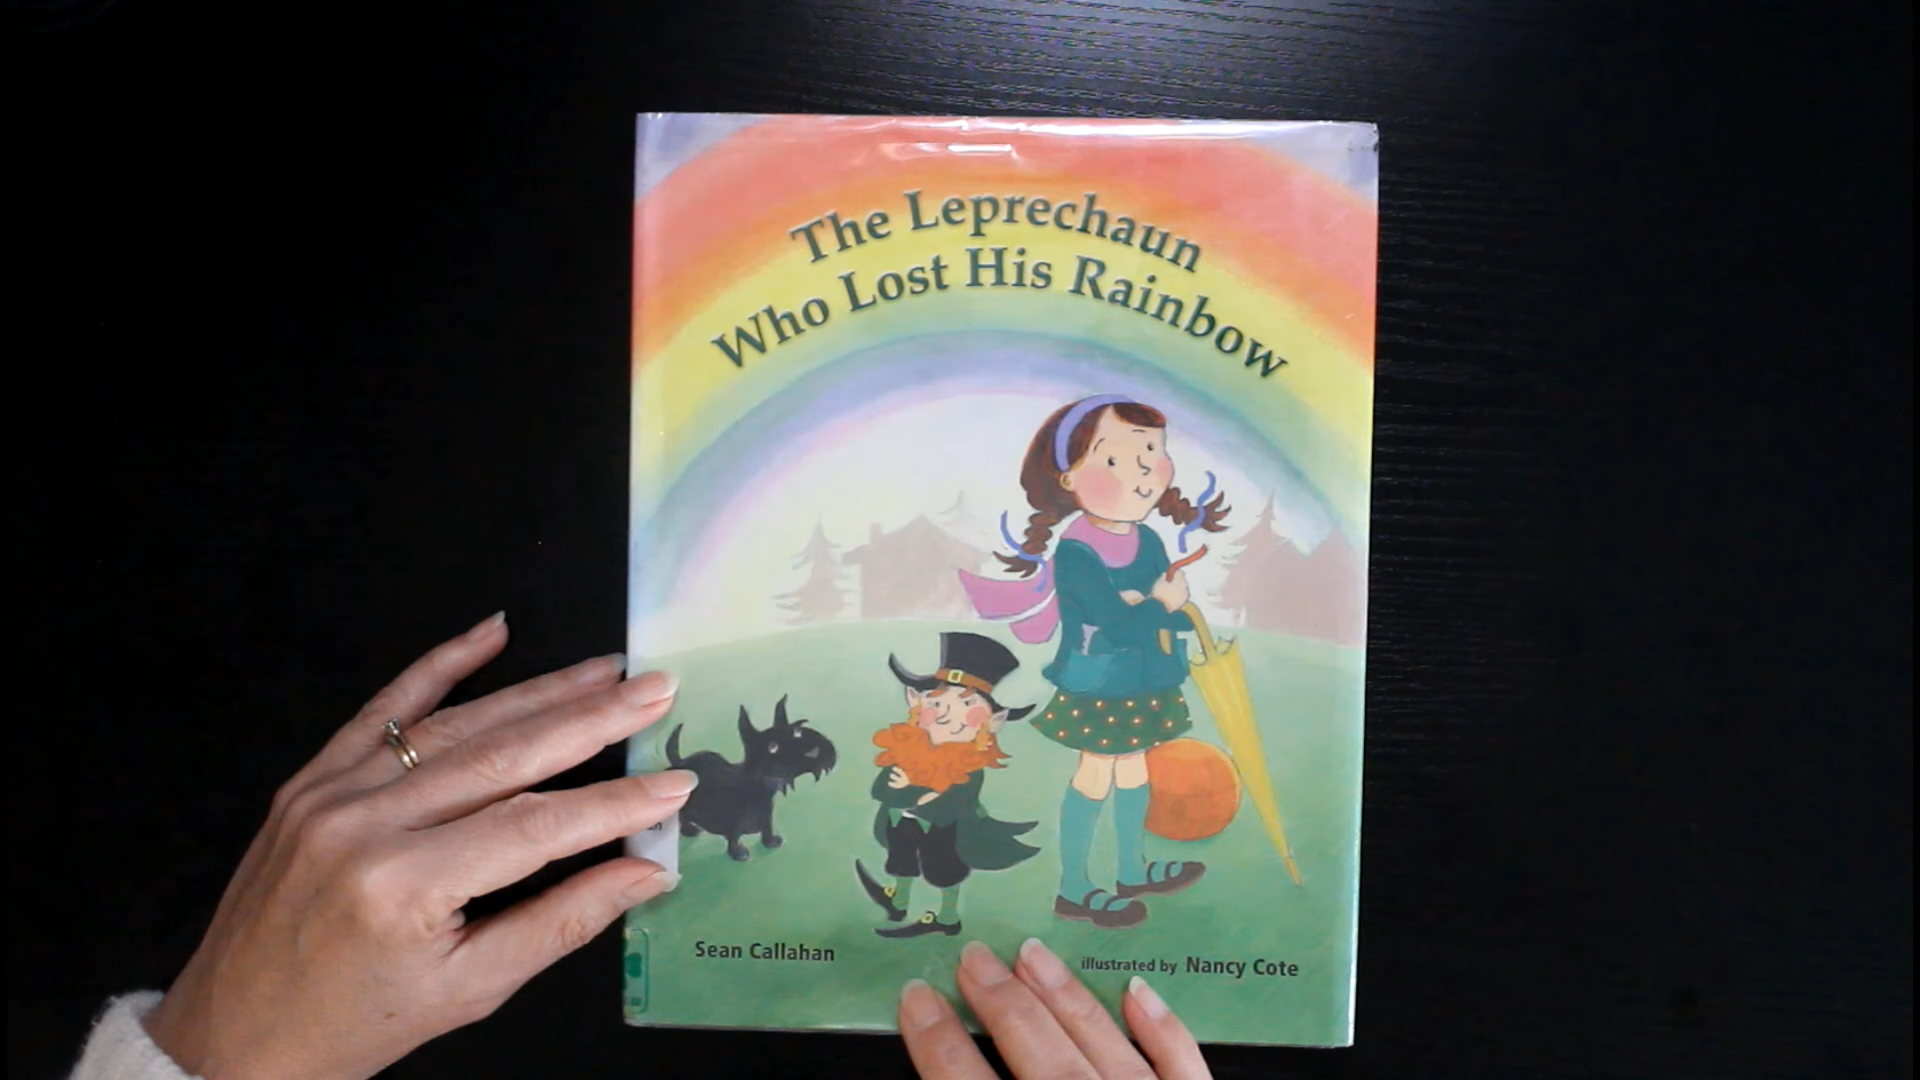 The Leprechaun
Who Lost His Rainbow
Sean Callahan
illustrated by Nancy Cote